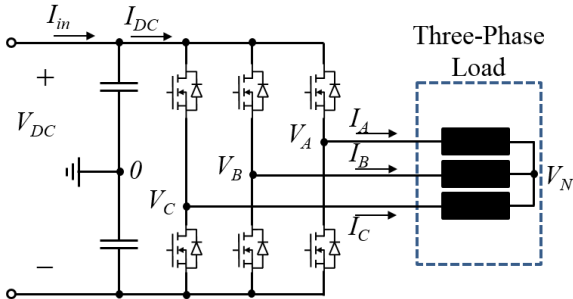 I_in
I_DC
Three-Phase
Load
+
V_DC
0
−
V_A
V_B
V_C
I_A
I_B
I_C
V_N